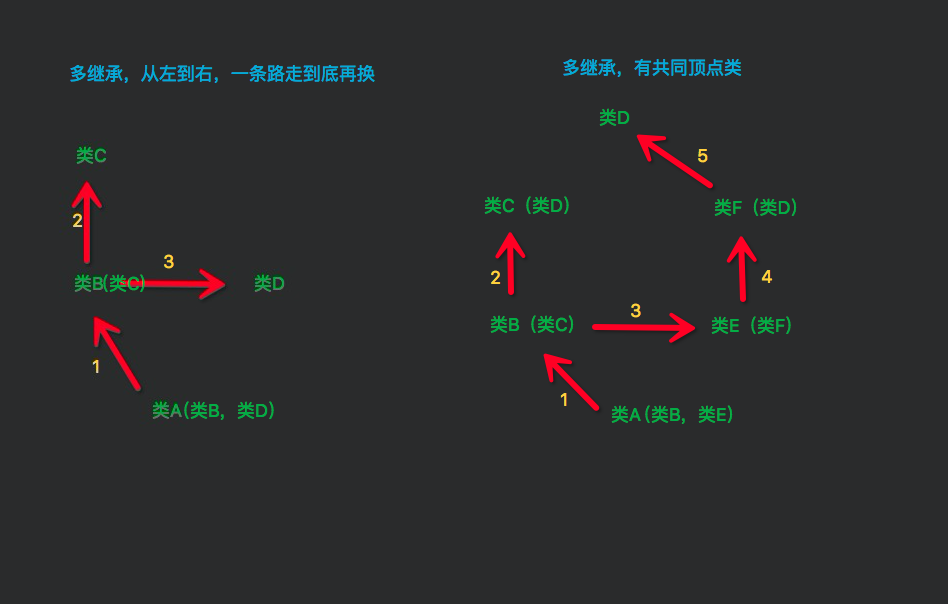 多继承，从左到右，一条路走到底再换
类C
2
3
类B(类C)
类D
1
类A(类B，类D)
多继承，有共同顶点类
类D
5
类C（类D）
类F（类D)
2
4
3
类B（类C）
类E（类F）
1
类A(类B，类E）